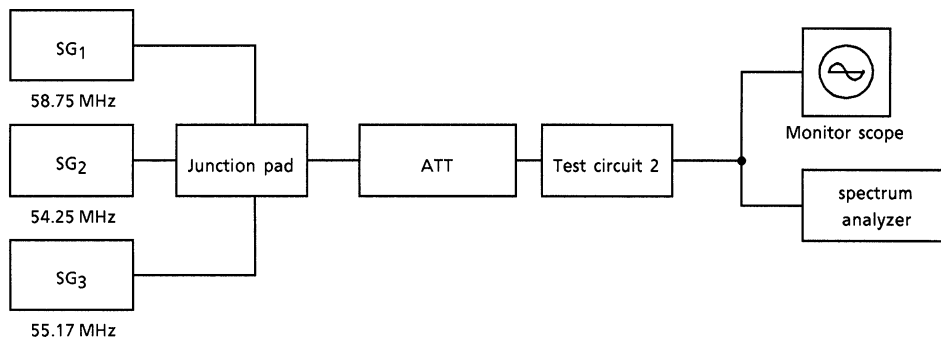 SG1
58.75 MHz
SG2
54.25 MHz
SG3
55.17 MHz
Junction pad
ATT
Test circuit 2
Monitor scope
spectrum
analyzer